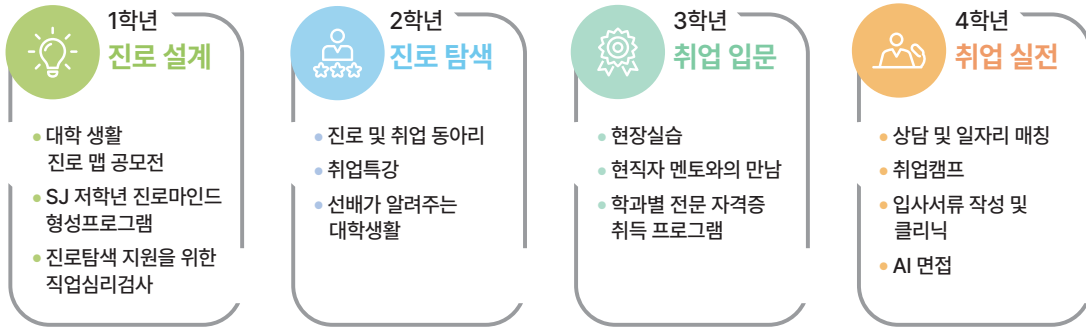 1학년
진로 설계
• 대학 생활
진로 맵 공모전
• SJ 저학년 진로마인드
형성프로그램
• 진로탐색 지원을 위한
직업심리검사
2학년
진로 탐색
• 진로 및 취업 동아리
• 취업특강
• 선배가 알려주는
대학생활
3학년
취업 입문
• 현장실습
• 현직자 멘토와의 만남
• 학과별 전문 자격증
취득 프로그램
4학년
취업 실전
• 상담 및 일자리 매칭
• 취업캠프
• 입사서류 작성 및
클리닉
• AI 면접